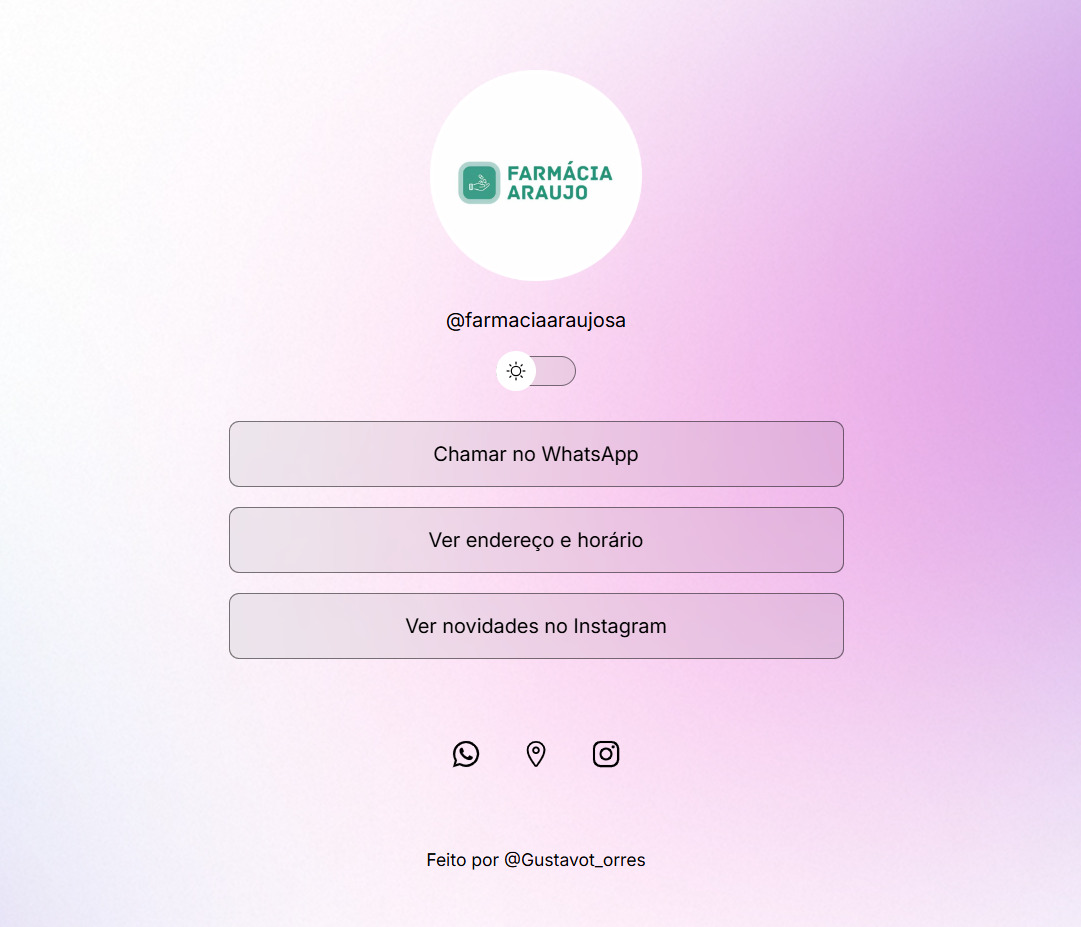 FARMÁCIA
ARAUJO
@farmaciaaraujosa
Chamar no WhatsApp
Ver endereço e horário
Ver novidades no Instagram
Feito por @Gustavot_orres